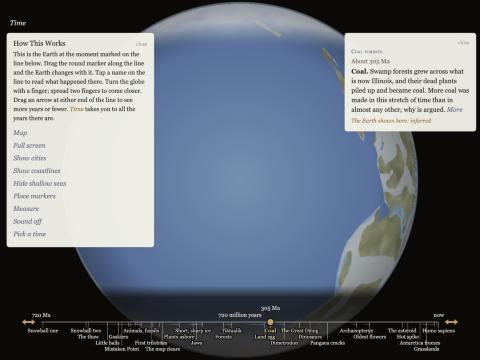 Time
How This Works
close
This is the Earth at the moment marked on the
line below. Drag the round marker along the line
and the Earth changes with it. Tap a name on the
line to read what happened there. Turn the globe
with a finger; spread two fingers to come closer.
Drag an arrow at either end of the line to see
more years or fewer. Time takes you to all the
years there are.
Map
Full screen
Show cities
Show coastlines
Hide shallow seas
Place markers
Measure
Sound off
Pick a time
close
COAL FORESTS
About 305 Ma
Coal. Swamp forests grew across what
is now Illinois, and their dead plants
piled up and became coal. More coal was
made in this stretch of time than in
almost any other; why is argued. More
The Earth shown here: inferred
305 Ma
720 Ma
720 million years
now
Snowball one
Snowball two
Animals, fossils
Short, sharp ice
Tiktaalik
Coal
The Great Dying
Archaeopteryx
The asteroid
Homo sapiens
The thaw
Gaskiers
Plants ashore
Forests
Land egg
Dinosaurs
Oldest flowers
Hot spike
Little balls
First trilobites
Jaws
Dimetrodon
Pangaea cracks
Antarctica freezes
Mistaken Point
The map clears
Grasslands